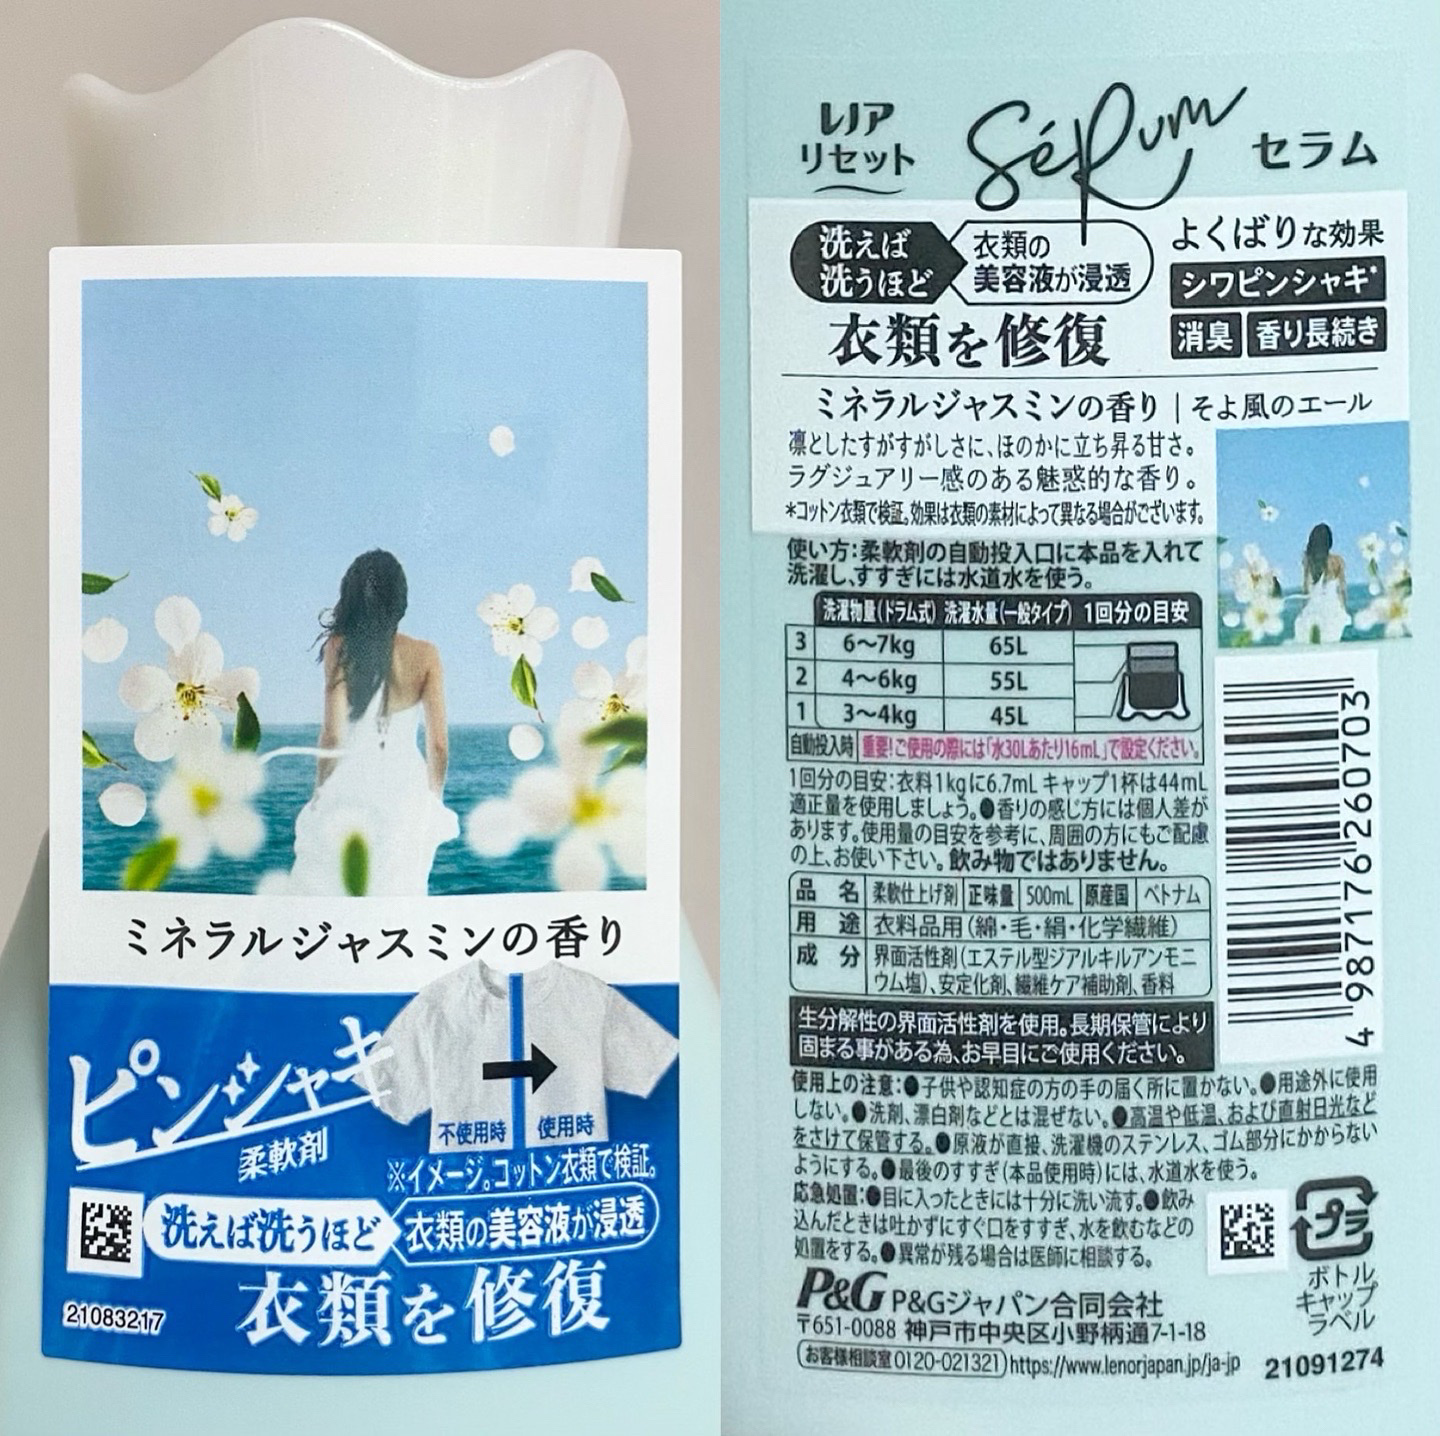 ミネラルジャスミンの香り
ピンシャキ
柔軟剤
不使用時
使用時
※イメージ。コットン衣類で検証。
洗えば洗うほど
衣類の美容液が浸透
衣類を修復
21083217
レノア
リセット
SéRum
セラム
洗えば
洗うほど
衣類の
美容液が浸透
衣類を修復
よくばりな効果
シワピンシャキ*
消臭
香り長続き
ミネラルジャスミンの香り|そよ風のエール
凛としたすがすがしさに、ほのかに立ち昇る甘さ。
ラグジュアリー感のある魅惑的な香り。
*コットン衣類で検証。効果は衣類の素材によって異なる場合がございます。
使い方:柔軟剤の自動投入口に本品を入れて
洗濯し、すすぎには水道水を使う。
洗濯物量(ドラム式) 洗濯水量(一般タイプ) 1回分の目安
3 6〜7kg 65L
2 4〜6kg 55L
1 3〜4kg 45L
自動投入時 重要!ご使用の際には「水30Lあたり16mL」で設定ください。
1回分の目安:衣料1kgに6.7mL キャップ1杯は44mL
適正量を使用しましょう。●香りの感じ方には個人差が
あります。使用量の目安を参考に、周囲の方にもご配慮
の上、お使い下さい。飲み物ではありません。
品名 柔軟仕上げ剤 正味量 500mL 原産国 ベトナム
用途 衣料品用(綿・毛・絹・化学繊維)
成分 界面活性剤(エステル型ジアルキルアンモニ
ウム塩)、安定化剤、繊維ケア補助剤、香料
生分解性の界面活性剤を使用。長期保管により
固まる事がある為、お早目にご使用ください。
4 987176 260703
使用上の注意:●子供や認知症の方の手の届く所に置かない。●用途外に使用
しない。●洗剤、漂白剤などとは混ぜない。●高温や低温、および直射日光など
をさけて保管する。●原液が直接、洗濯機のステンレス、ゴム部分にかからない
ようにする。●最後のすすぎ(本品使用時)には、水道水を使う。
応急処置:●目に入ったときには十分に洗い流す。●飲み
込んだときは吐かずにすぐ口をすすぎ、水を飲むなどの
処置をする。●異常が残る場合は医師に相談する。
プラ
ボトル
キャップ
ラベル
P&G P&Gジャパン合同会社
〒651-0088 神戸市中央区小野柄通7-1-18
お客様相談室 0120-021321 https://www.lenorjapan.jp/ja-jp
21091274